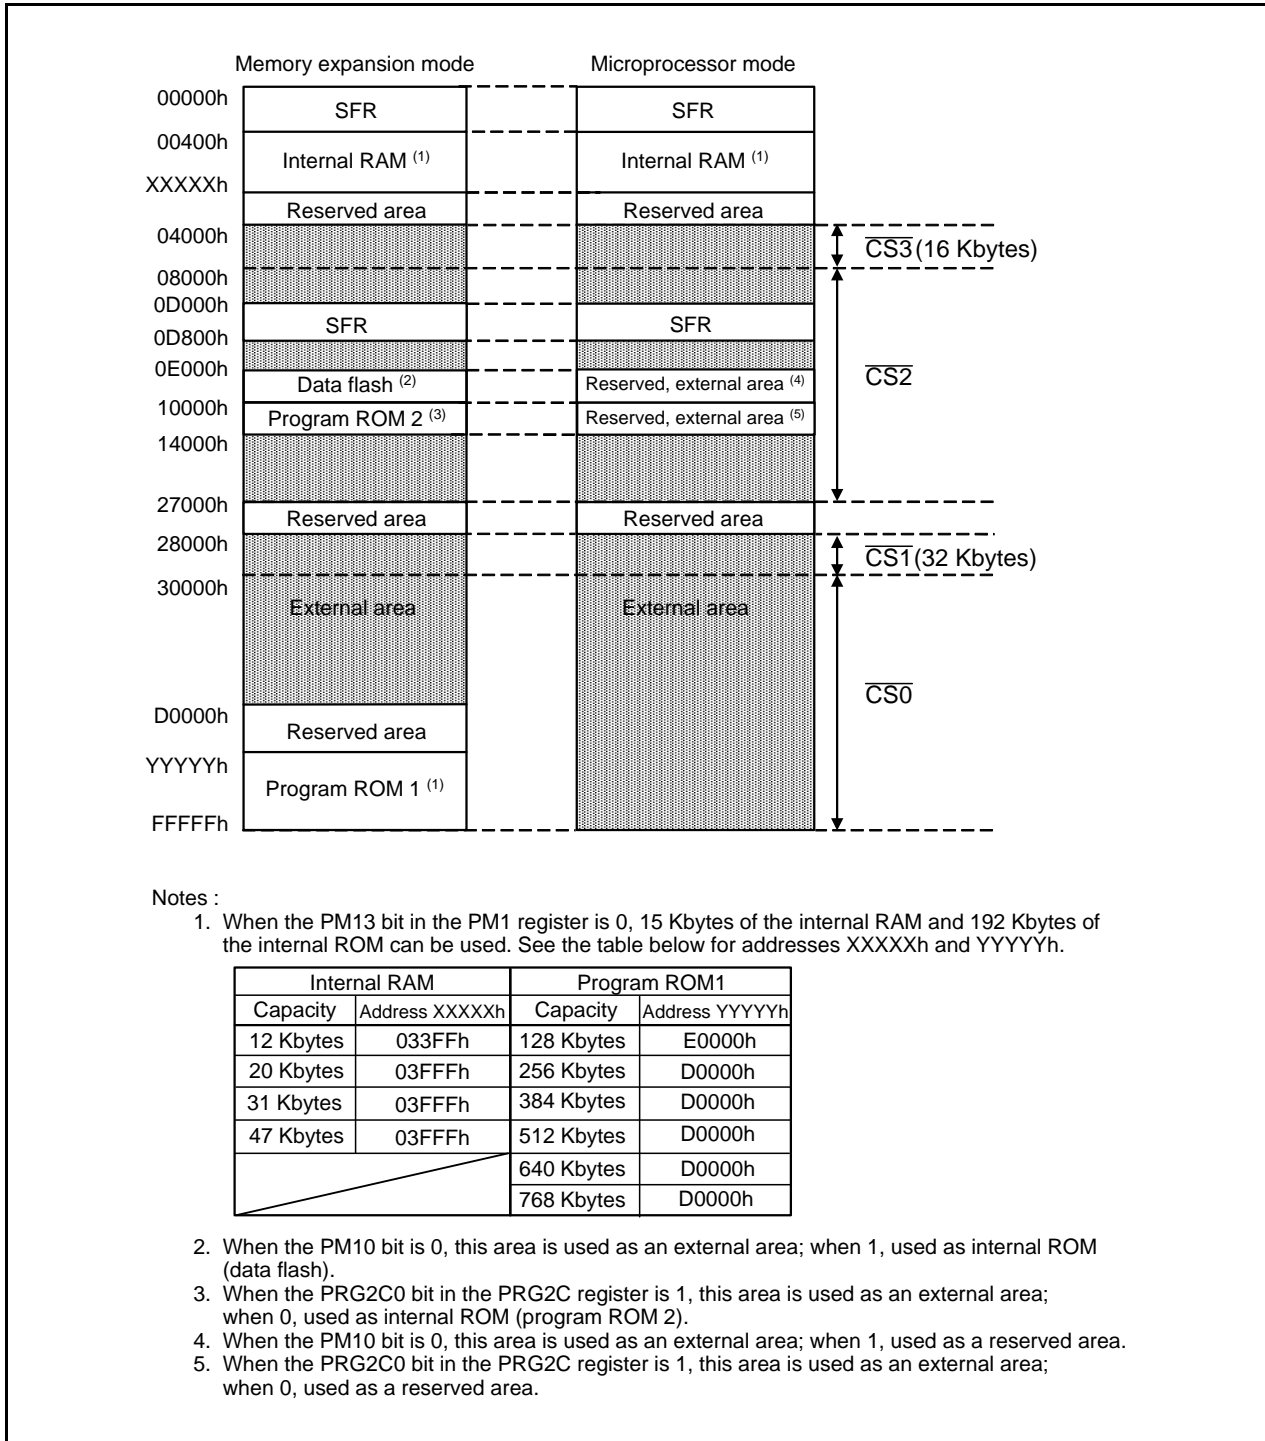 Memory expansion mode Microprocessor mode
00000h SFR SFR
00400h
Internal RAM (1) Internal RAM (1)
XXXXXh
Reserved area Reserved area
04000h
CS3 (16 Kbytes)
08000h
0D000h
SFR SFR
0D800h
0E000h
CS2
Data flash (2) Reserved, external area (4)
10000h
Program ROM 2 (3) Reserved, external area (5)
14000h
27000h
Reserved area Reserved area
28000h
CS1 (32 Kbytes)
30000h
External area External area
CS0
D0000h
Reserved area
YYYYYh
Program ROM 1 (1)
FFFFFh
Notes :
1. When the PM13 bit in the PM1 register is 0, 15 Kbytes of the internal RAM and 192 Kbytes of
the internal ROM can be used. See the table below for addresses XXXXXh and YYYYYh.
Internal RAM Program ROM1
Capacity Address XXXXXh Capacity Address YYYYYh
12 Kbytes 033FFh 128 Kbytes E0000h
20 Kbytes 03FFFh 256 Kbytes D0000h
31 Kbytes 03FFFh 384 Kbytes D0000h
47 Kbytes 03FFFh 512 Kbytes D0000h
640 Kbytes D0000h
768 Kbytes D0000h
2. When the PM10 bit is 0, this area is used as an external area; when 1, used as internal ROM
(data flash).
3. When the PRG2C0 bit in the PRG2C register is 1, this area is used as an external area;
when 0, used as internal ROM (program ROM 2).
4. When the PM10 bit is 0, this area is used as an external area; when 1, used as a reserved area.
5. When the PRG2C0 bit in the PRG2C register is 1, this area is used as an external area;
when 0, used as a reserved area.